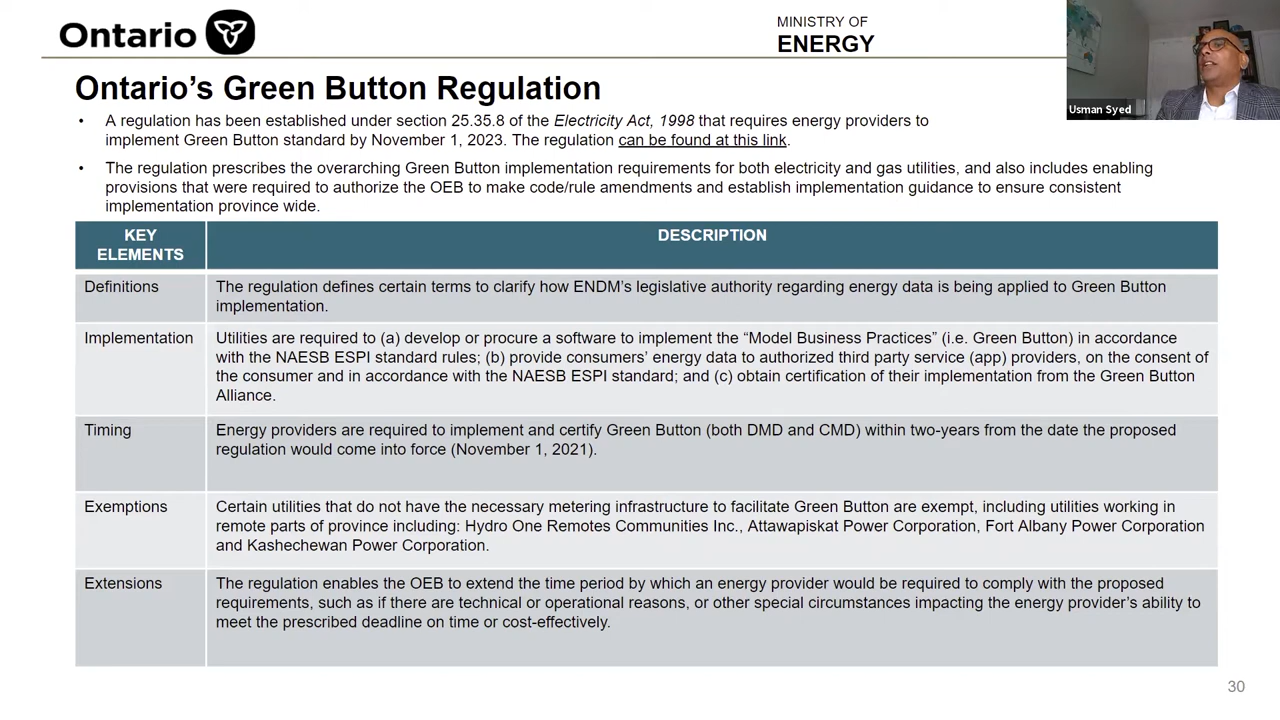 Ontario
MINISTRY OF
ENERGY
Usman Syed
Ontario's Green Button Regulation
• A regulation has been established under section 25.35.8 of the Electricity Act, 1998 that requires energy providers to
implement Green Button standard by November 1, 2023. The regulation can be found at this link.
• The regulation prescribes the overarching Green Button implementation requirements for both electricity and gas utilities, and also includes enabling
provisions that were required to authorize the OEB to make code/rule amendments and establish implementation guidance to ensure consistent
implementation province wide.
KEY
ELEMENTS
DESCRIPTION
Definitions
The regulation defines certain terms to clarify how ENDM's legislative authority regarding energy data is being applied to Green Button
implementation.
Implementation
Utilities are required to (a) develop or procure a software to implement the “Model Business Practices” (i.e. Green Button) in accordance
with the NAESB ESPI standard rules; (b) provide consumers' energy data to authorized third party service (app) providers, on the consent of
the consumer and in accordance with the NAESB ESPI standard; and (c) obtain certification of their implementation from the Green Button
Alliance.
Timing
Energy providers are required to implement and certify Green Button (both DMD and CMD) within two-years from the date the proposed
regulation would come into force (November 1, 2021).
Exemptions
Certain utilities that do not have the necessary metering infrastructure to facilitate Green Button are exempt, including utilities working in
remote parts of province including: Hydro One Remotes Communities Inc., Attawapiskat Power Corporation, Fort Albany Power Corporation
and Kashechewan Power Corporation.
Extensions
The regulation enables the OEB to extend the time period by which an energy provider would be required to comply with the proposed
requirements, such as if there are technical or operational reasons, or other special circumstances impacting the energy provider's ability to
meet the prescribed deadline on time or cost-effectively.
30